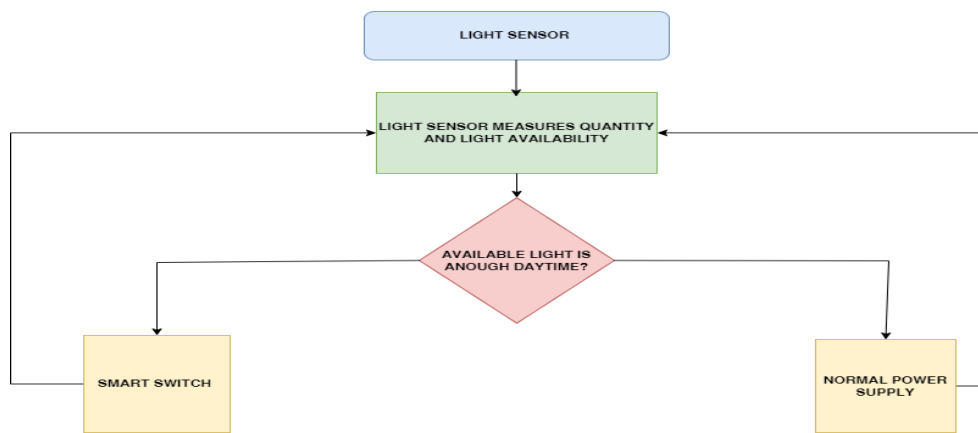 LIGHT SENSOR
LIGHT SENSOR MEASURES QUANTITY
AND LIGHT AVAILABILITY
AVAILABLE LIGHT IS
ANOUGH DAYTIME?
SMART SWITCH
NORMAL POWER
SUPPLY